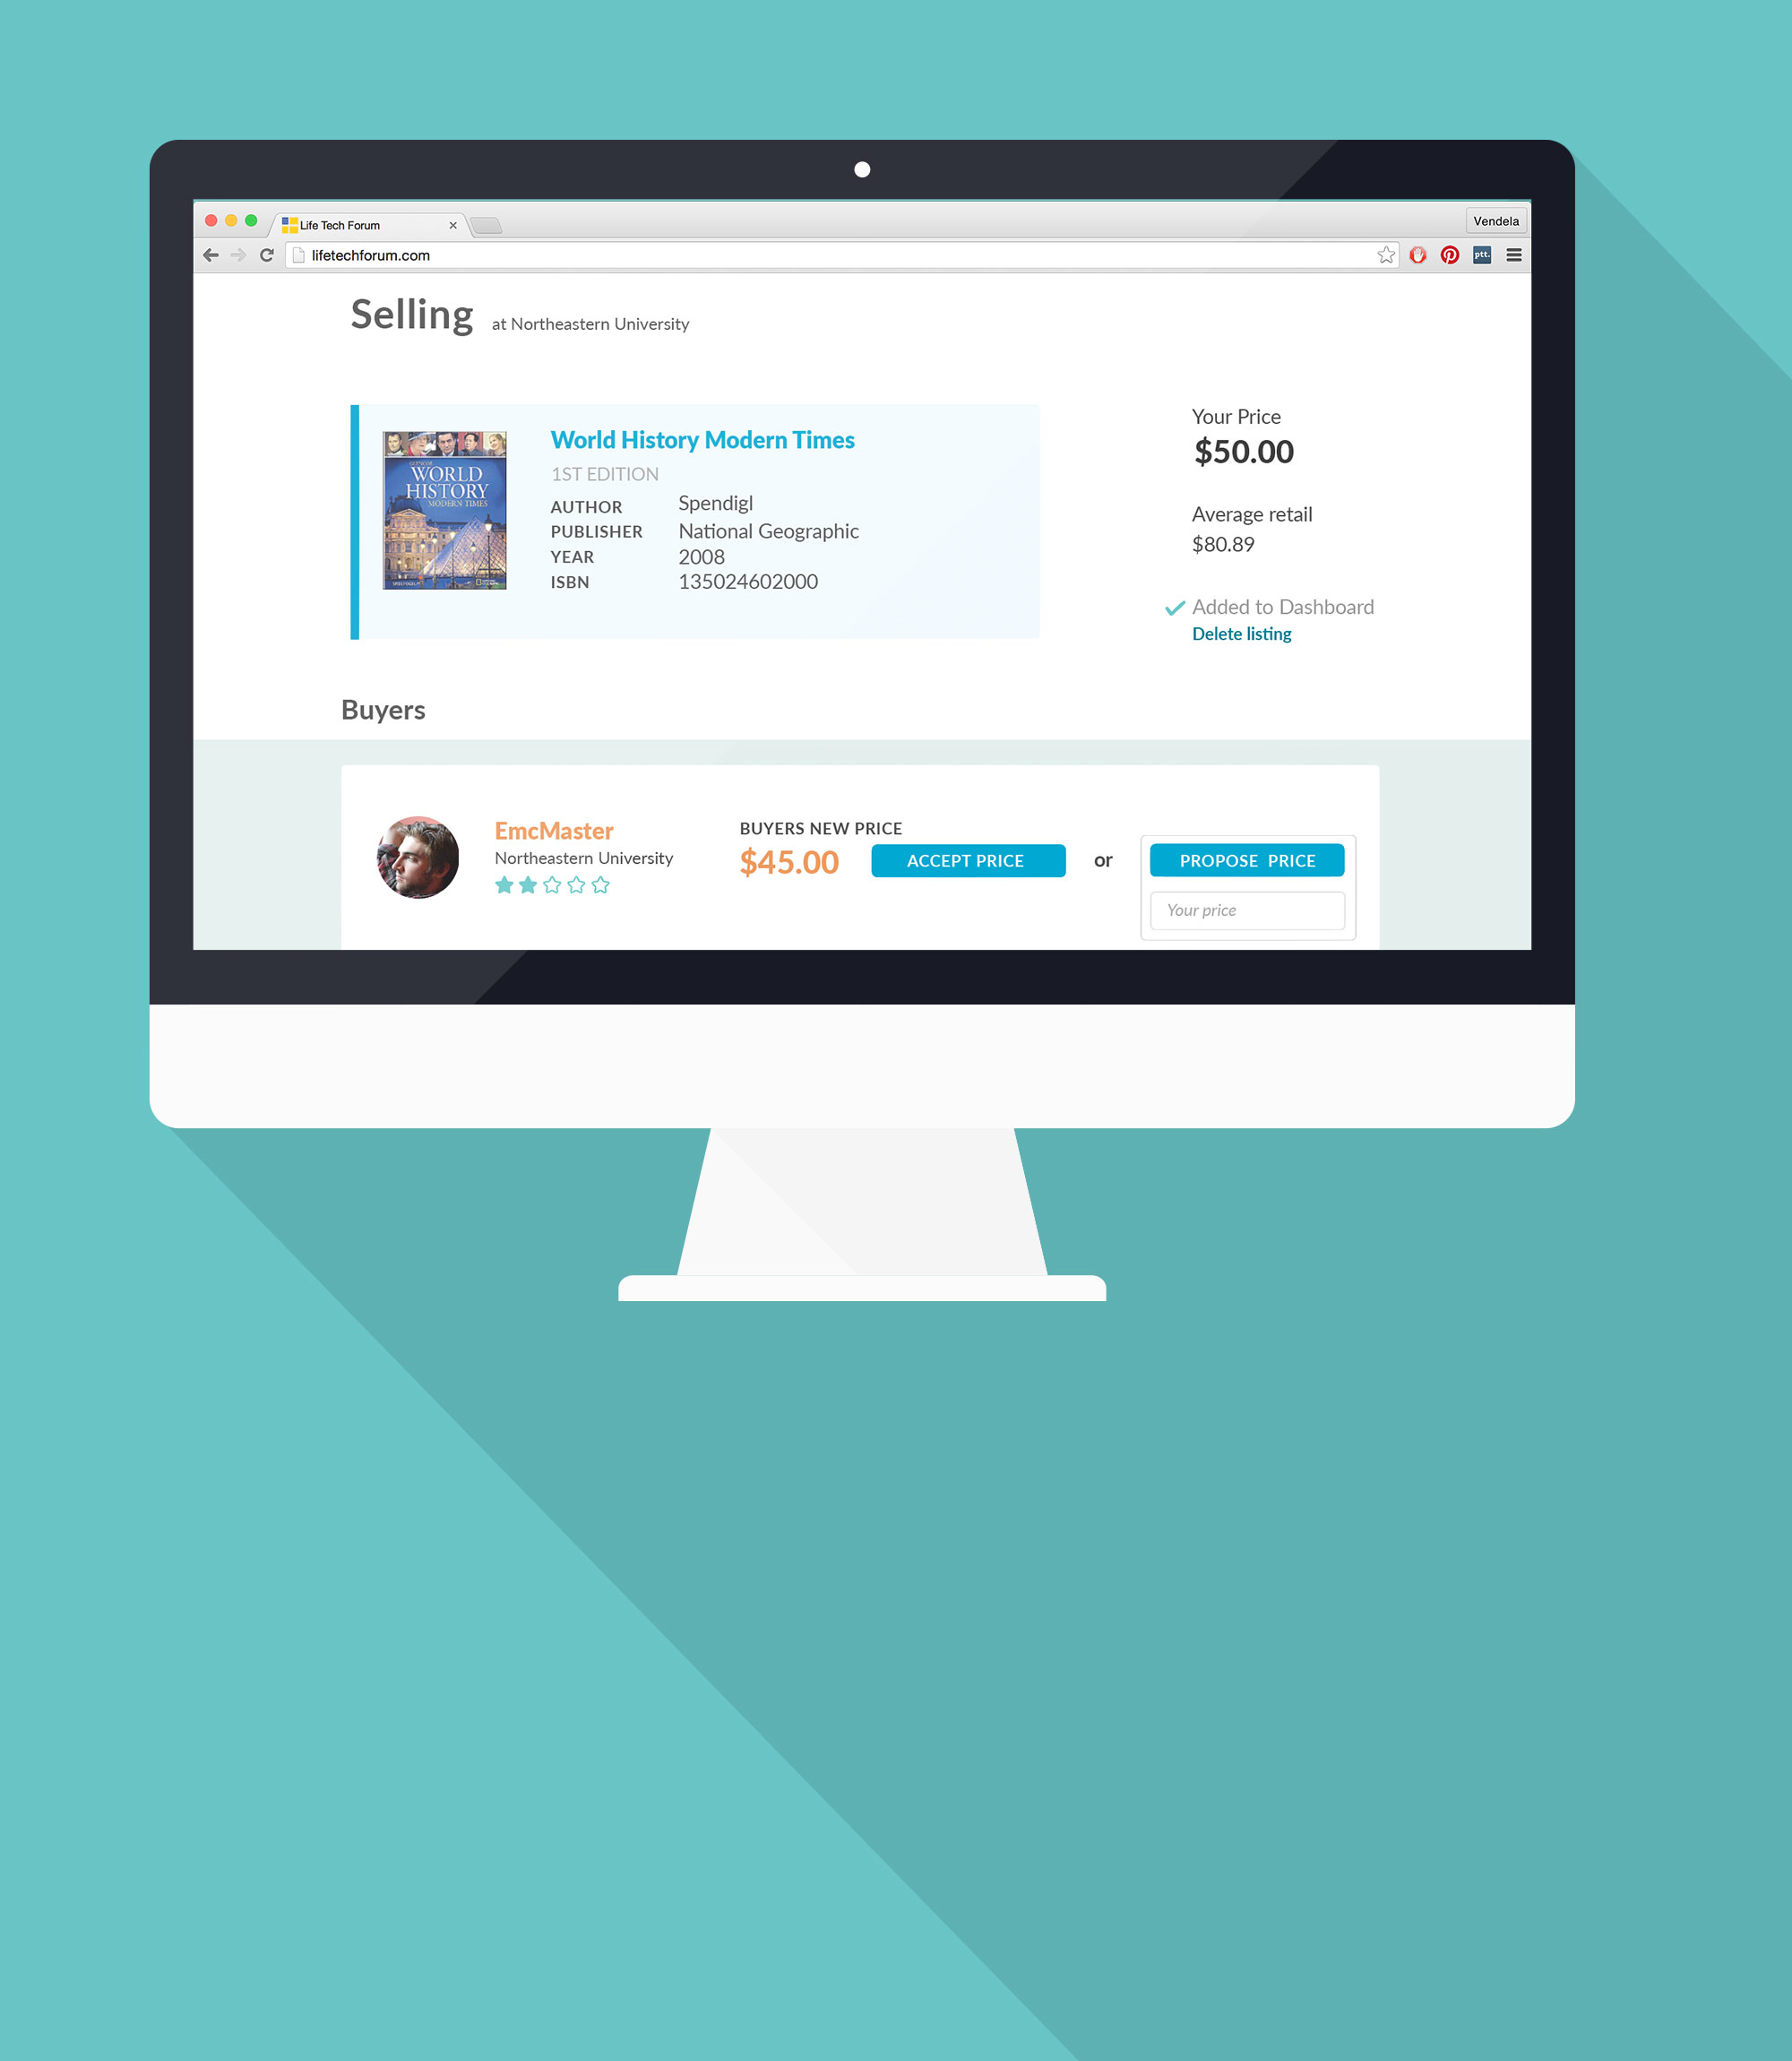 Life Tech Forum
Vendela
lifetechforum.com
ptt.
Selling at Northeastern University
World History Modern Times
1ST EDITION
AUTHOR Spendigl
PUBLISHER National Geographic
YEAR 2008
ISBN 135024602000
WORLD
HISTORY
MODERN TIMES
Your Price
$50.00
Average retail
$80.89
Added to Dashboard
Delete listing
Buyers
EmcMaster
Northeastern University
BUYERS NEW PRICE
$45.00
ACCEPT PRICE
or
PROPOSE PRICE
Your price